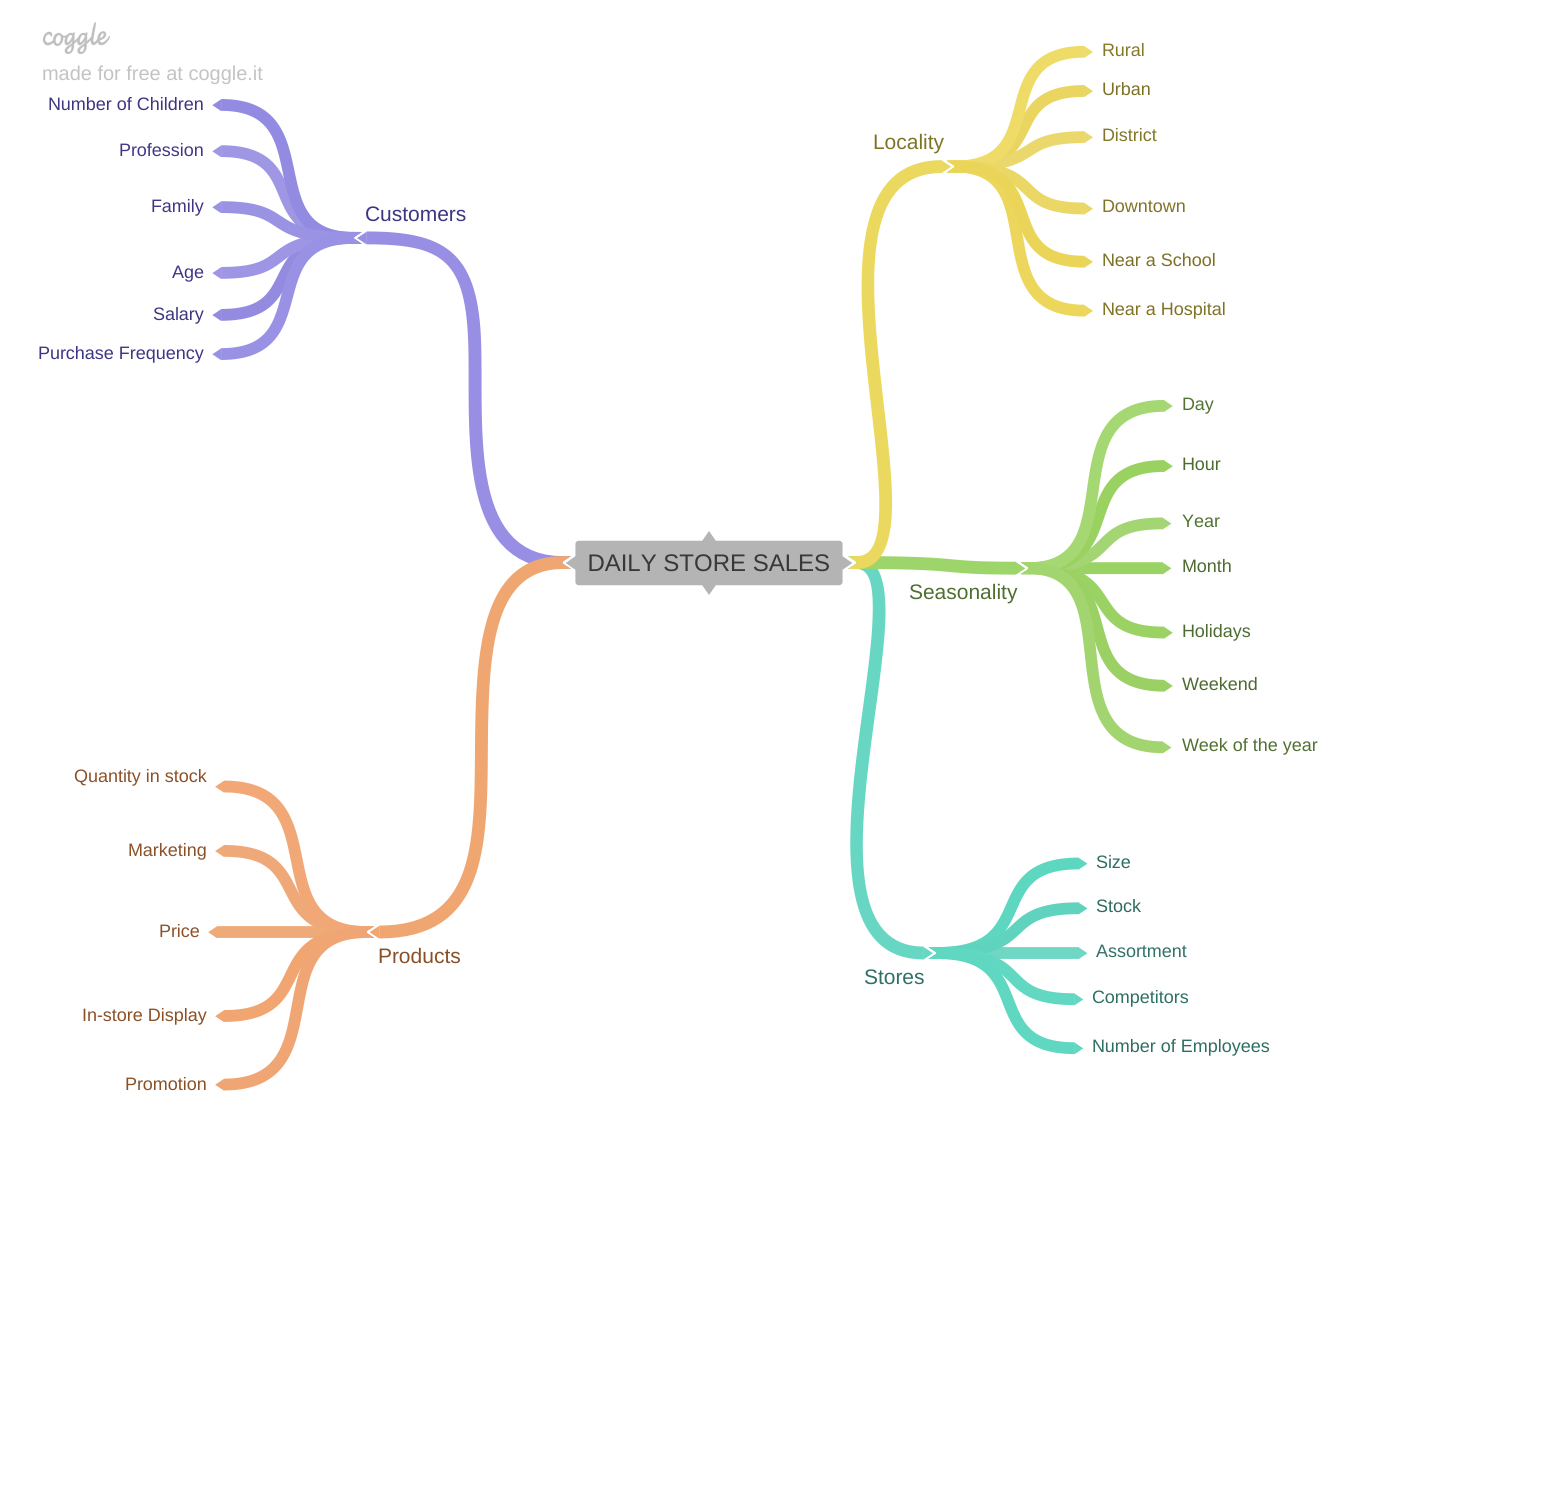 coggle
made for free at coggle.it
Number of Children
Profession
Family
Age
Salary
Purchase Frequency
Customers
Locality
Rural
Urban
District
Downtown
Near a School
Near a Hospital
DAILY STORE SALES
Seasonality
Day
Hour
Year
Month
Holidays
Weekend
Week of the year
Quantity in stock
Marketing
Price
In-store Display
Promotion
Products
Stores
Size
Stock
Assortment
Competitors
Number of Employees